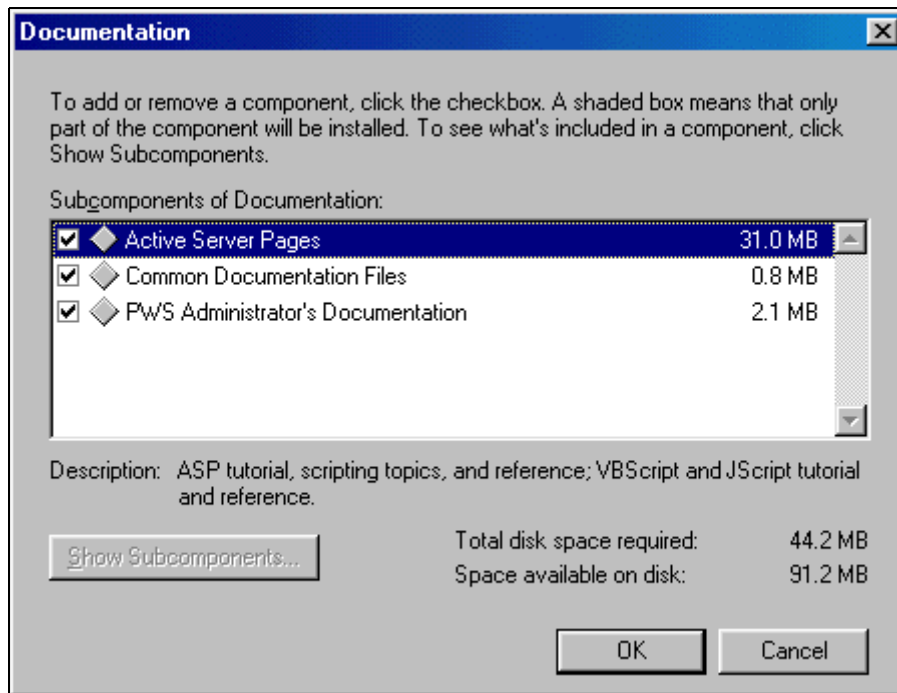 Documentation
To add or remove a component, click the checkbox. A shaded box means that only
part of the component will be installed. To see what's included in a component, click
Show Subcomponents.
Subcomponents of Documentation:
Active Server Pages 31.0 MB
Common Documentation Files 0.8 MB
PWS Administrator's Documentation 2.1 MB
Description: ASP tutorial, scripting topics, and reference; VBScript and JScript tutorial
and reference.
Show Subcomponents...
Total disk space required: 44.2 MB
Space available on disk: 91.2 MB
OK Cancel